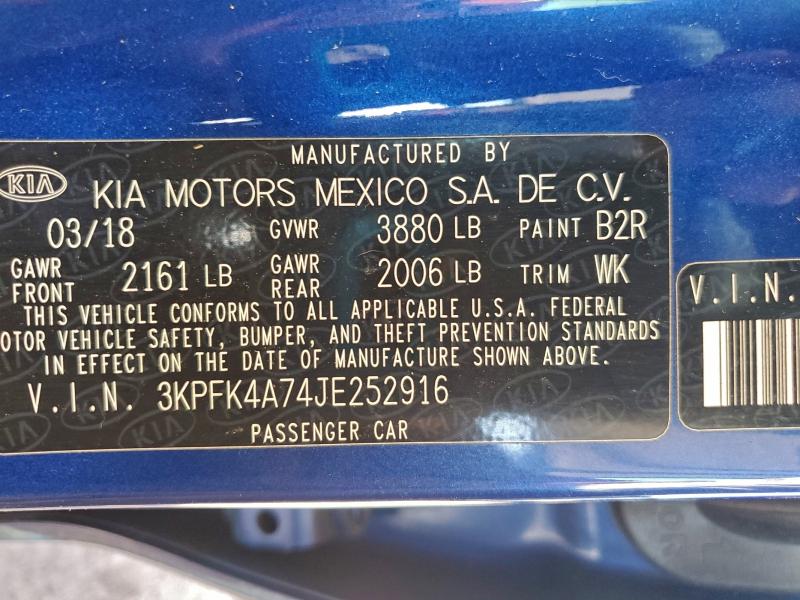 MANUFACTURED BY
KIA KIA MOTORS MEXICO S.A. DE C.V.
03/18 GVWR 3880 LB PAINT B2R
GAWR FRONT 2161 LB GAWR REAR 2006 LB TRIM WK
THIS VEHICLE CONFORMS TO ALL APPLICABLE U.S.A. FEDERAL
OTOR VEHICLE SAFETY, BUMPER, AND THEFT PREVENTION STANDARDS
IN EFFECT ON THE DATE OF MANUFACTURE SHOWN ABOVE.
V.I.N. 3KPFK4A74JE252916
PASSENGER CAR
V.I.N.